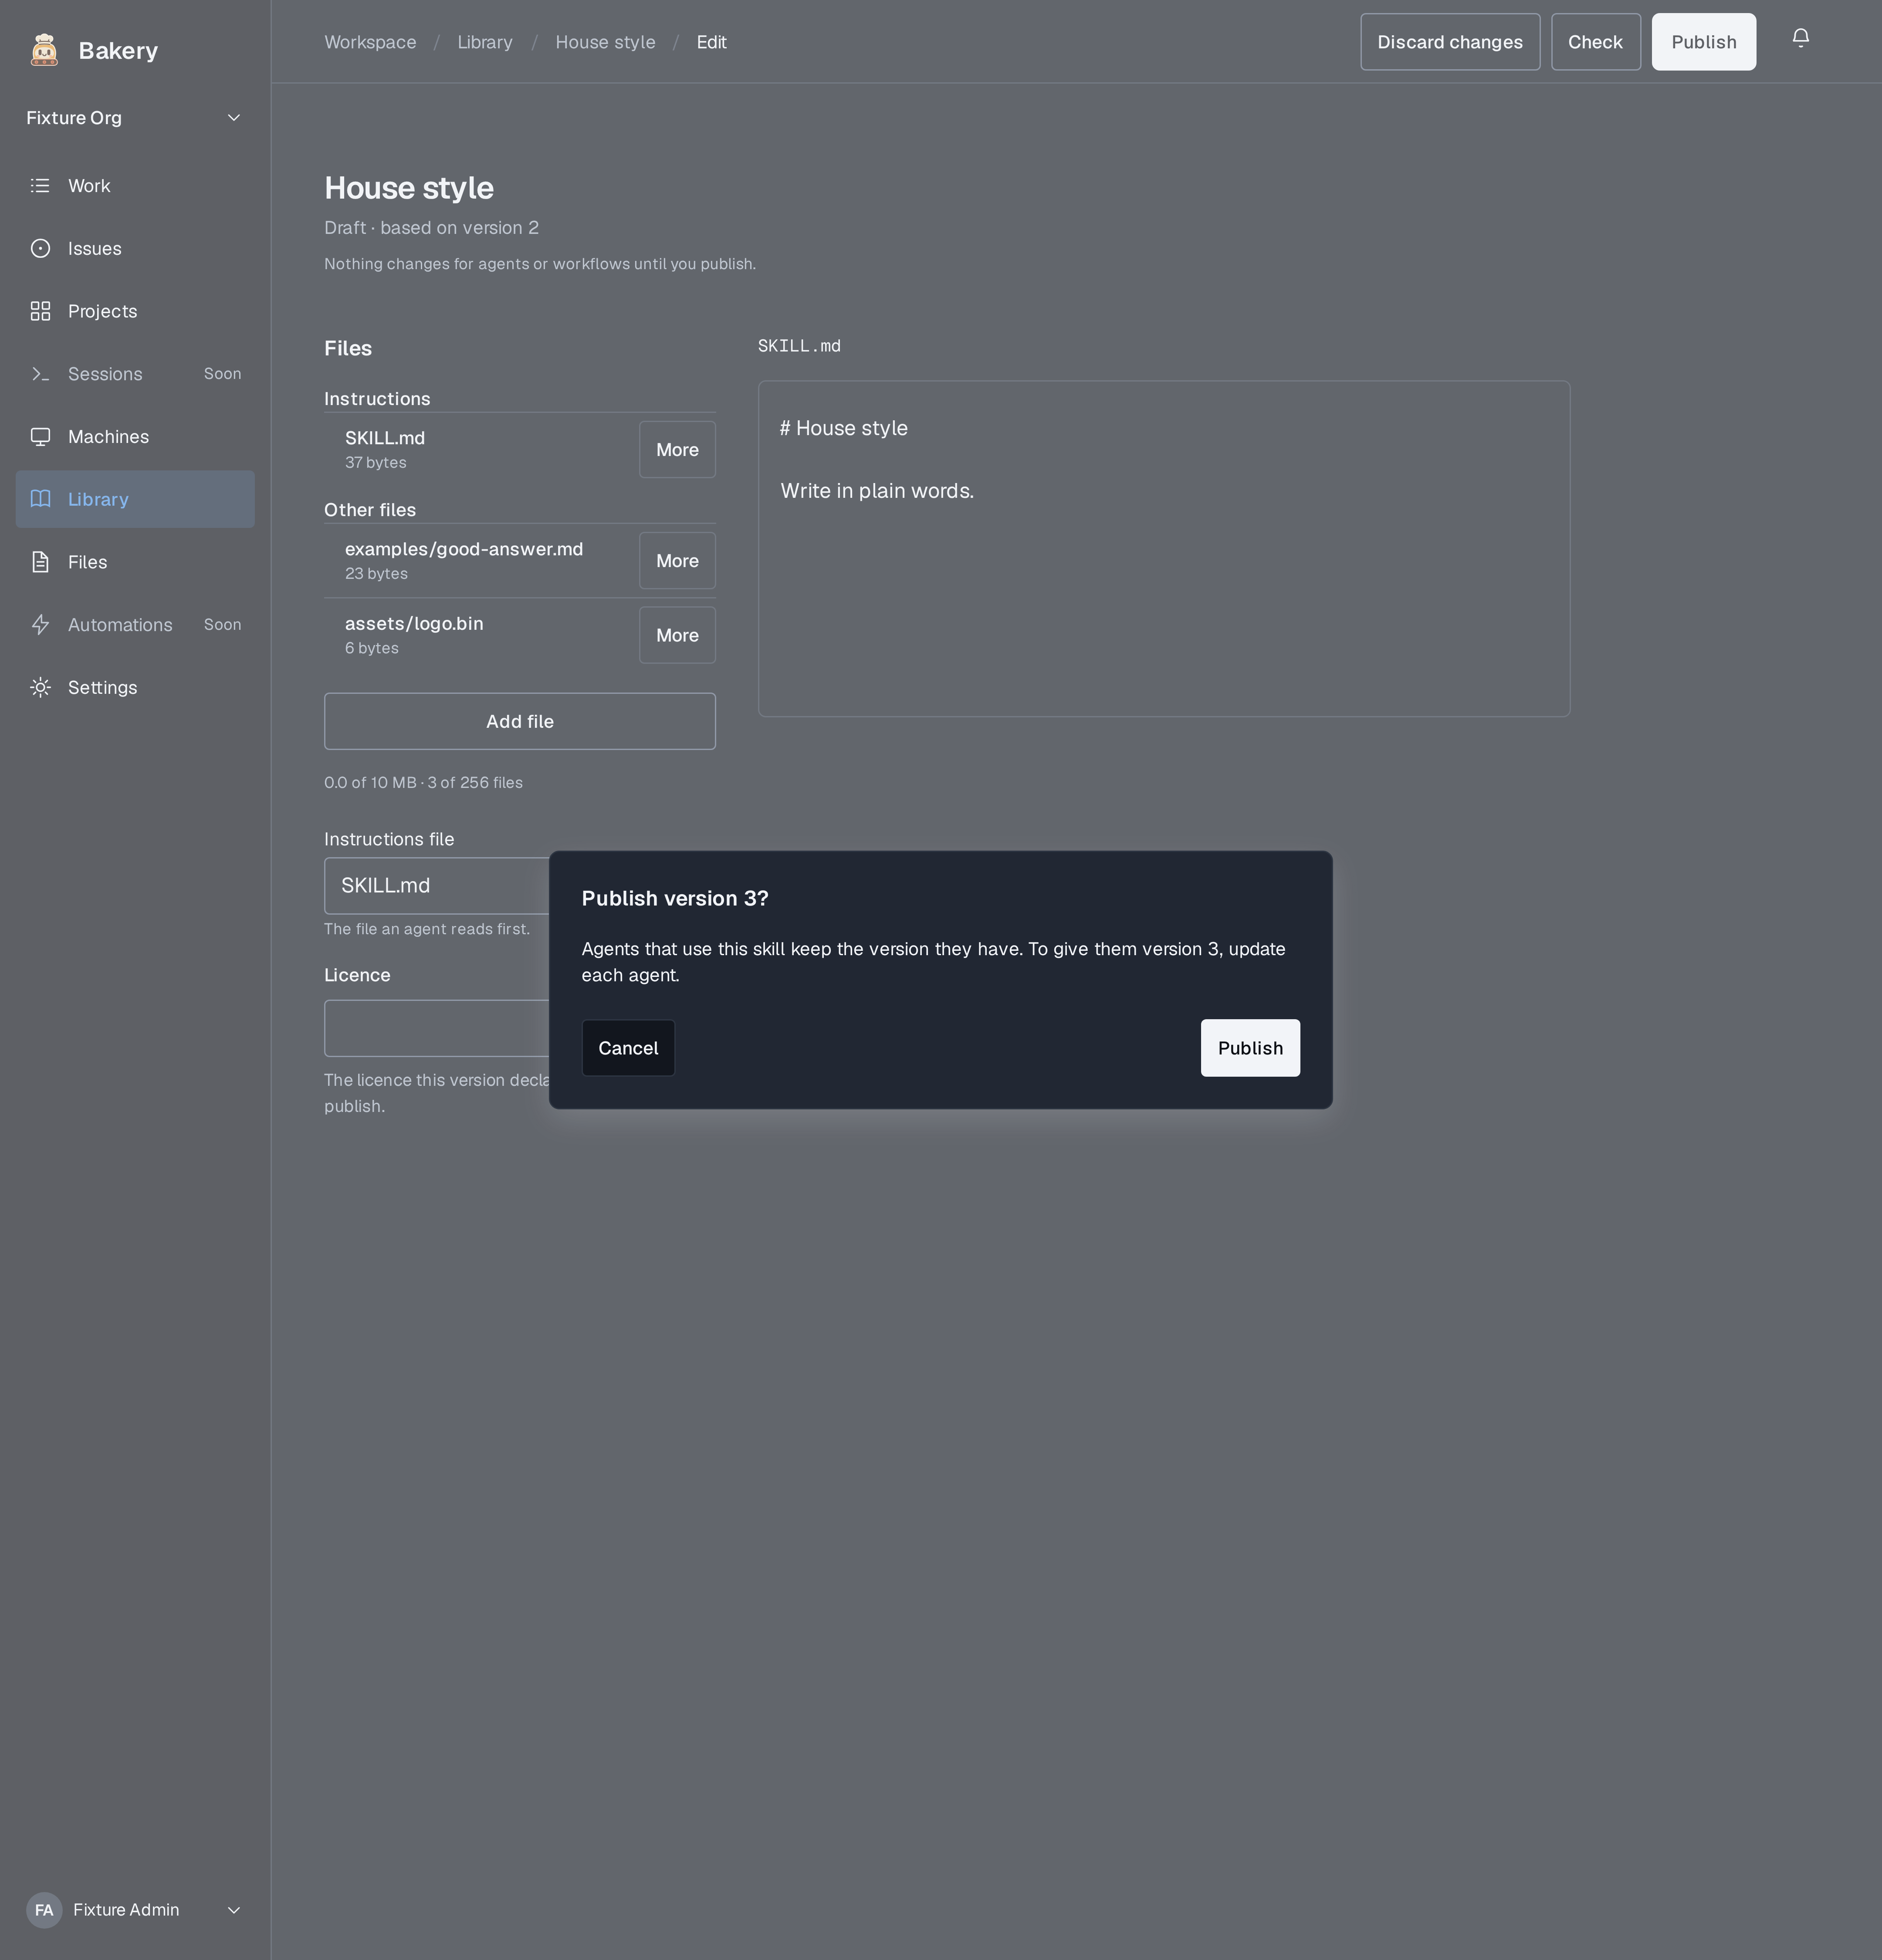 Bakery
Fixture Org
Work
Issues
Projects
Sessions Soon
Machines
Library
Files
Automations Soon
Settings
FA Fixture Admin
Workspace / Library / House style / Edit
Discard changes
Check
Publish
House style
Draft · based on version 2
Nothing changes for agents or workflows until you publish.
Files
Instructions
SKILL.md
37 bytes
More
Other files
examples/good-answer.md
23 bytes
More
assets/logo.bin
6 bytes
More
Add file
0.0 of 10 MB · 3 of 256 files
Instructions file
SKILL.md
The file an agent reads first.
Licence
The licence this version
publish.
SKILL.md
# House style
Write in plain words.
Publish version 3?
Agents that use this skill keep the version they have. To give them version 3, update
each agent.
Cancel
Publish